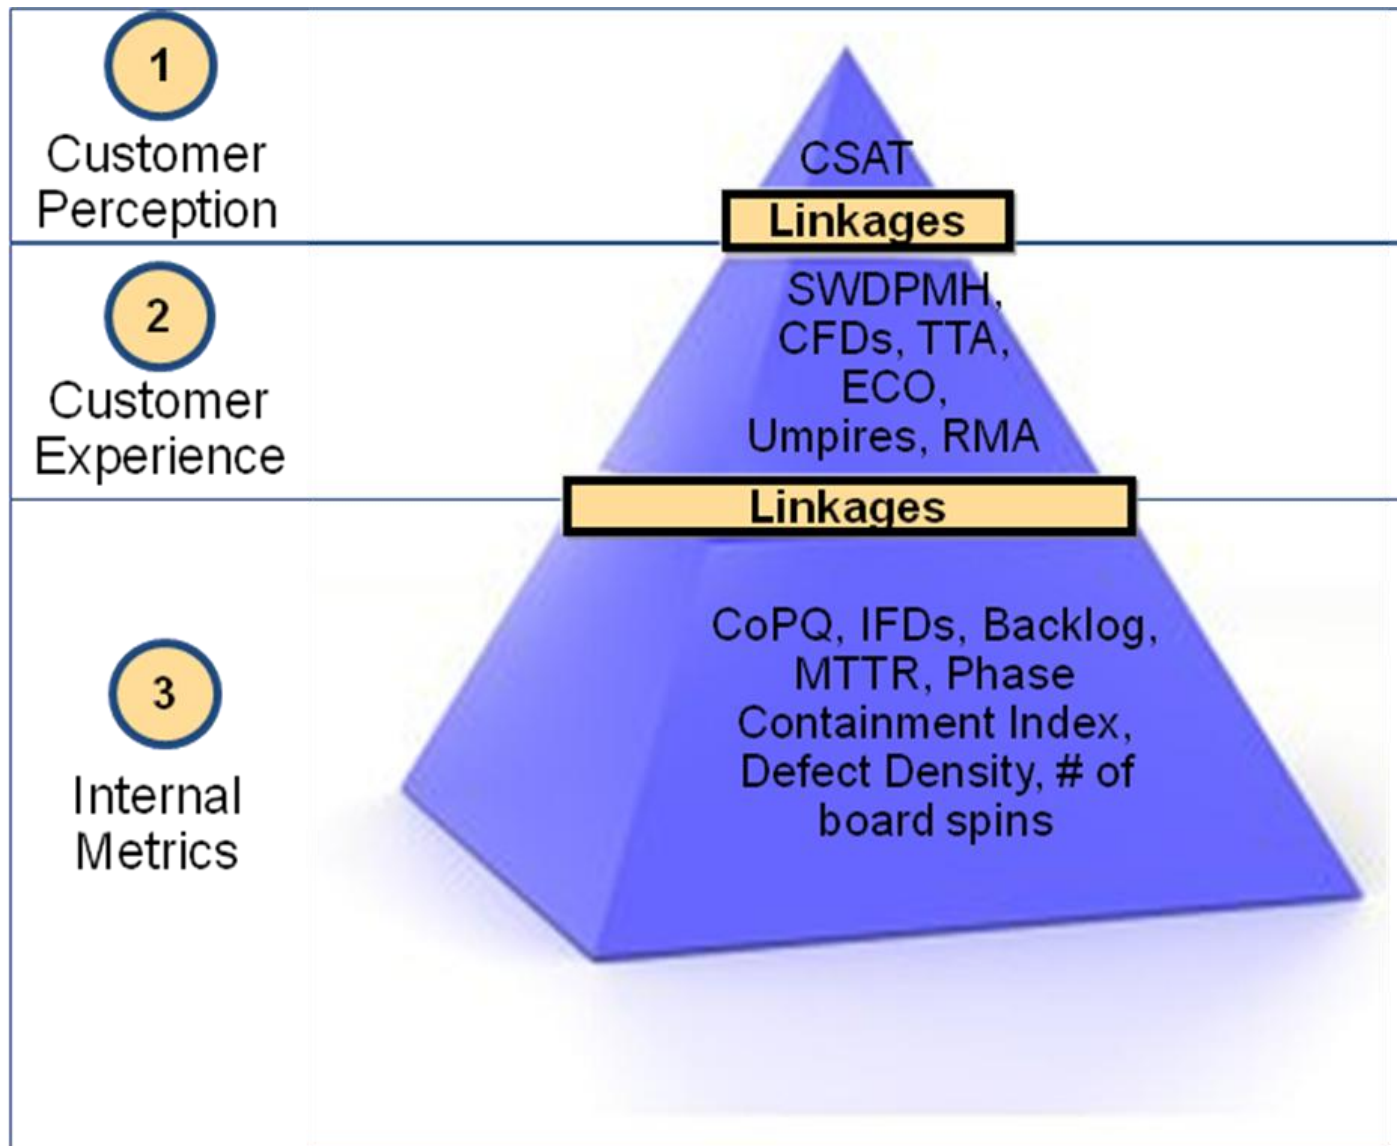 1
Customer
Perception
CSAT
Linkages
2
Customer
Experience
SWDPMH,
CFDs, TTA,
ECO,
Umpires, RMA
Linkages
3
Internal
Metrics
CoPQ, IFDs, Backlog,
MTTR, Phase
Containment Index,
Defect Density, # of
board spins